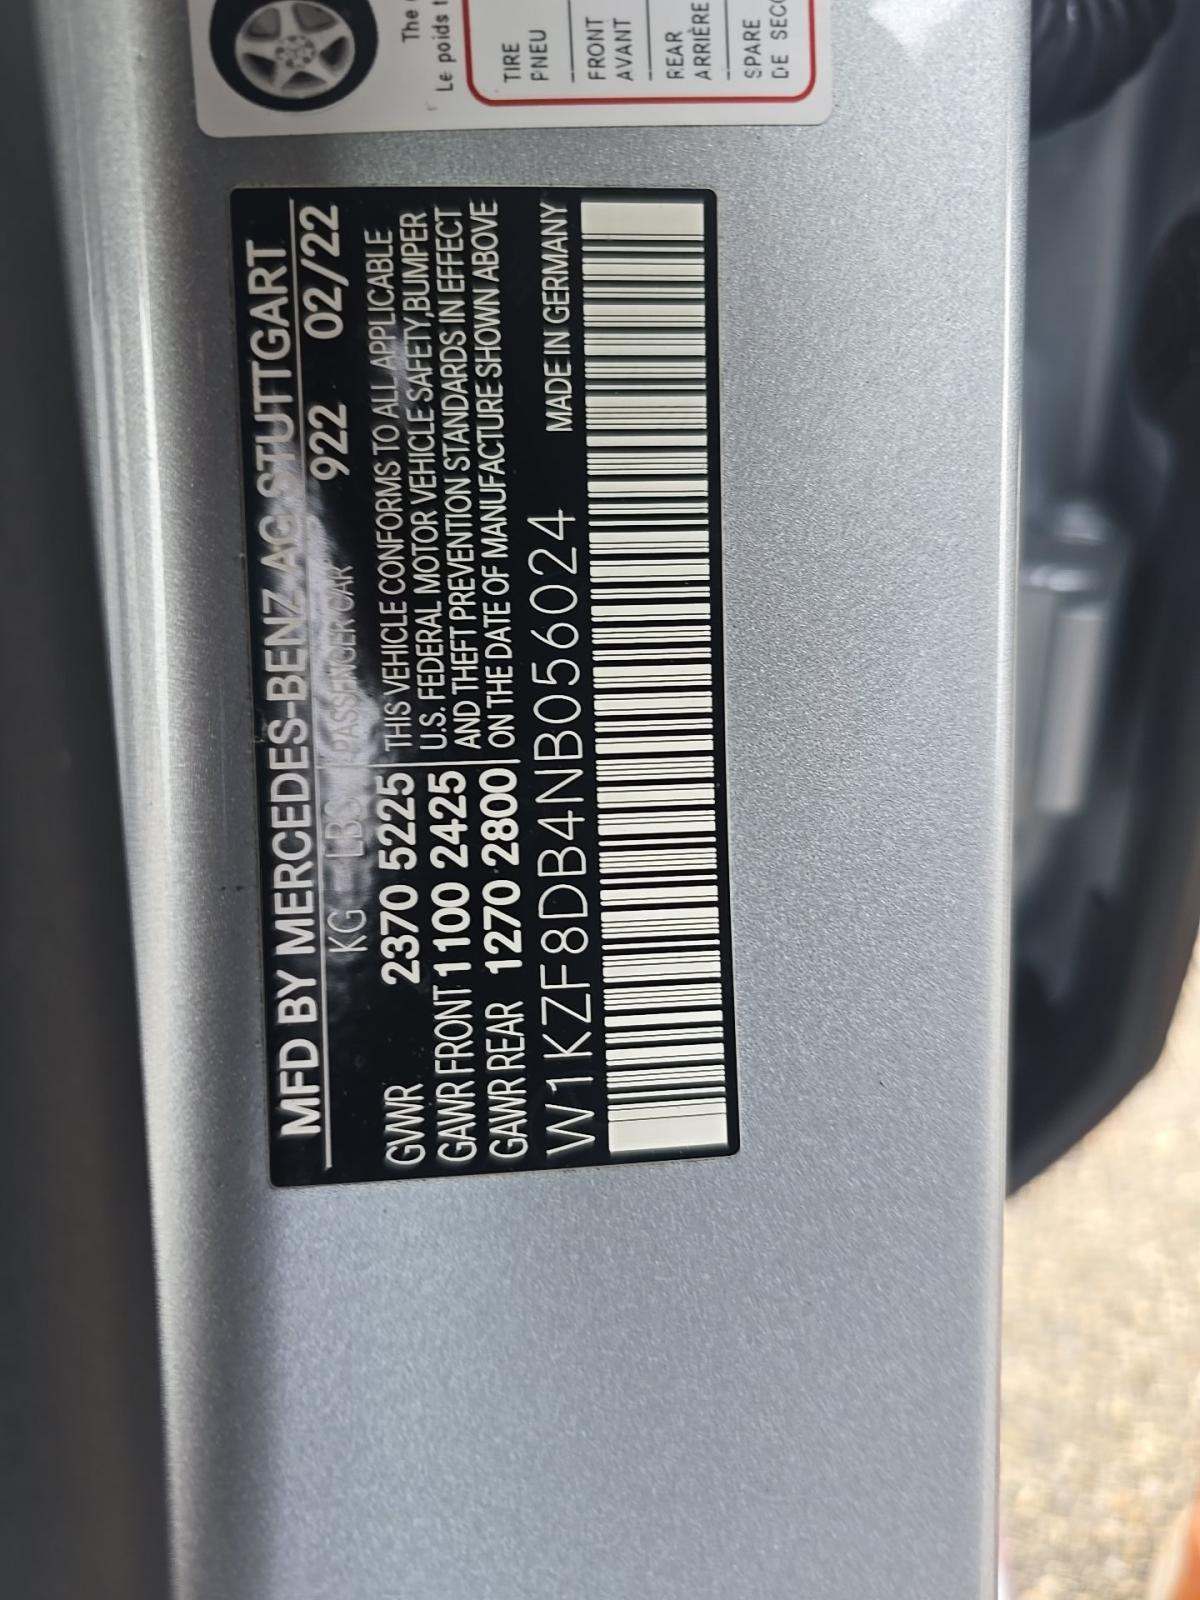 MFD BY MERCEDES-BENZ AG STUTTGART
KG LBS PASSENGER CAR 922 02/22
GVWR 2370 5225 THIS VEHICLE CONFORMS TO ALL APPLICABLE
U.S. FEDERAL MOTOR VEHICLE SAFETY,BUMPER
GAWR FRONT 1100 2425 AND THEFT PREVENTION STANDARDS IN EFFECT
GAWR REAR 1270 2800 ON THE DATE OF MANUFACTURE SHOWN ABOVE
W1KZF8DB4NB056024 MADE IN GERMANY
The
Le poids
TIRE
PNEU
FRONT
AVANT
REAR
ARRIÈRE
SPARE
DE